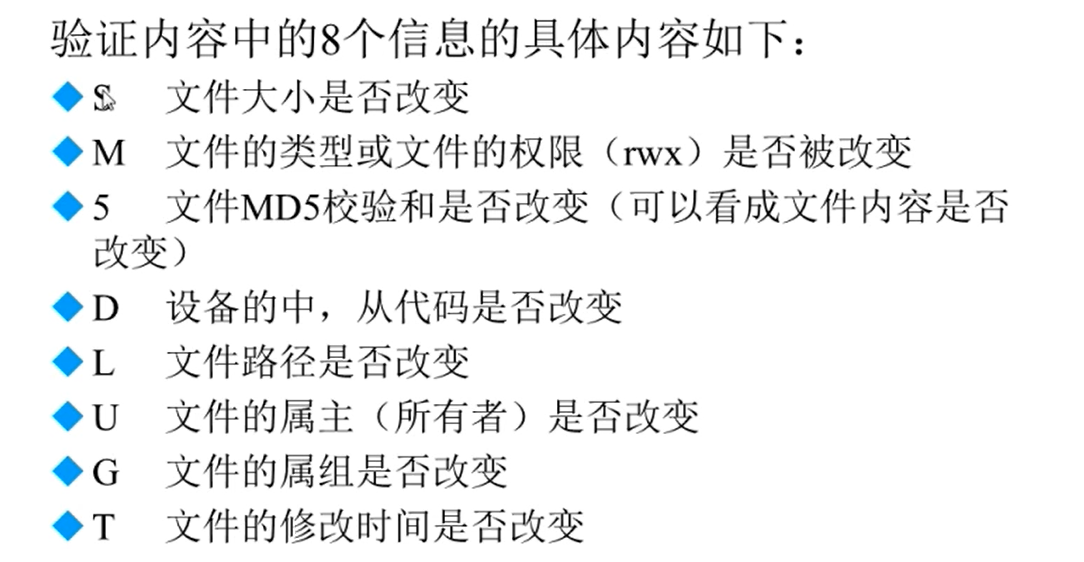 验证内容中的8个信息的具体内容如下：
S 文件大小是否改变
M 文件的类型或文件的权限（rwx）是否被改变
5 文件MD5校验和是否改变（可以看成文件内容是否
改变）
D 设备的中，从代码是否改变
L 文件路径是否改变
U 文件的属主（所有者）是否改变
G 文件的属组是否改变
T 文件的修改时间是否改变